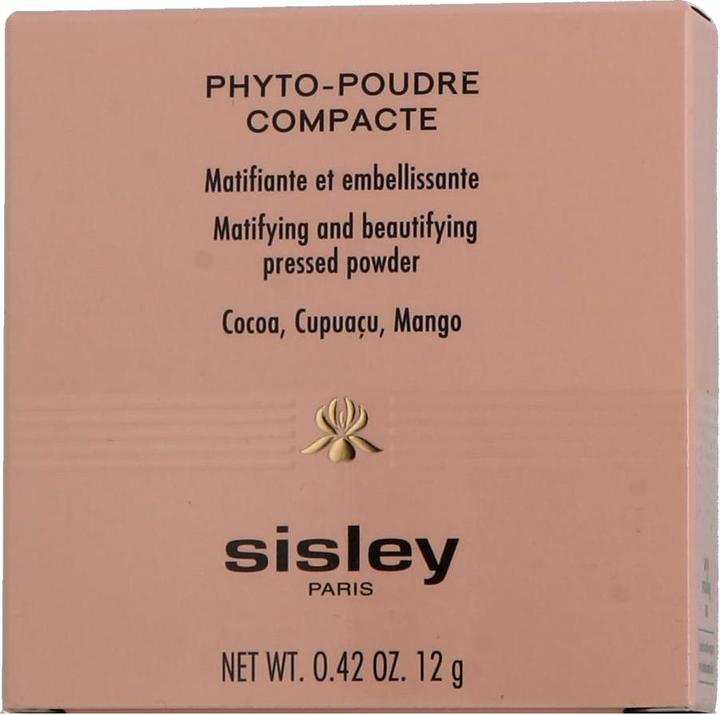 PHYTO-POUDRE
COMPACTE
Matifiante et embellissante
Matifying and beautifying
pressed powder
Cocoa, Cupuaçu, Mango
sisley
PARIS
NET WT. 0.42 OZ. 12 g